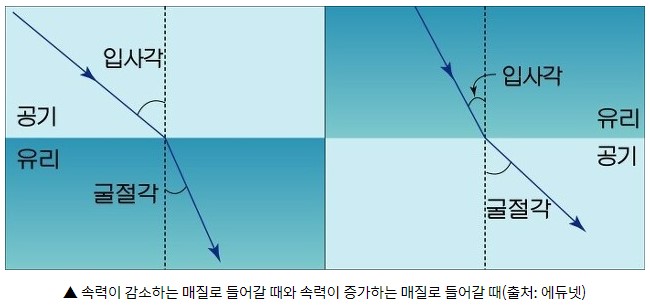 입사각
공기
유리
굴절각
입사각
유리
공기
굴절각
▲ 속력이 감소하는 매질로 들어갈 때와 속력이 증가하는 매질로 들어갈 때(출처: 에듀넷)